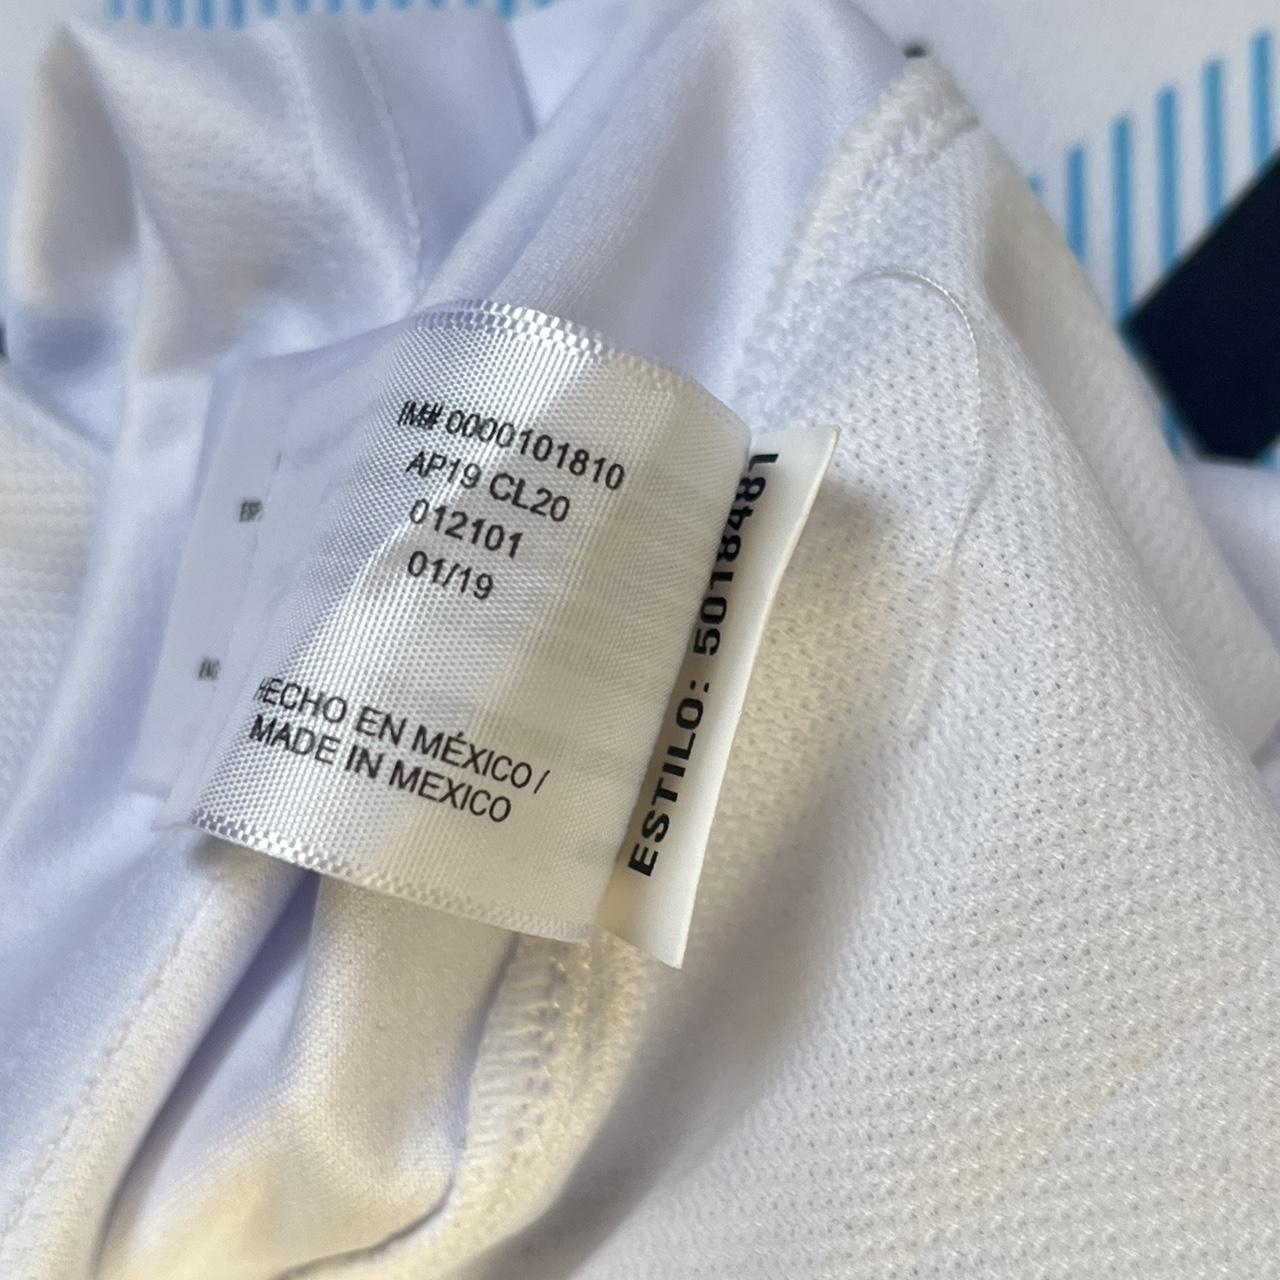 IM# 0000101810
AP19 CL20
012101
01/19
HECHO EN MÉXICO /
MADE IN MEXICO
ESTILO: 5018481